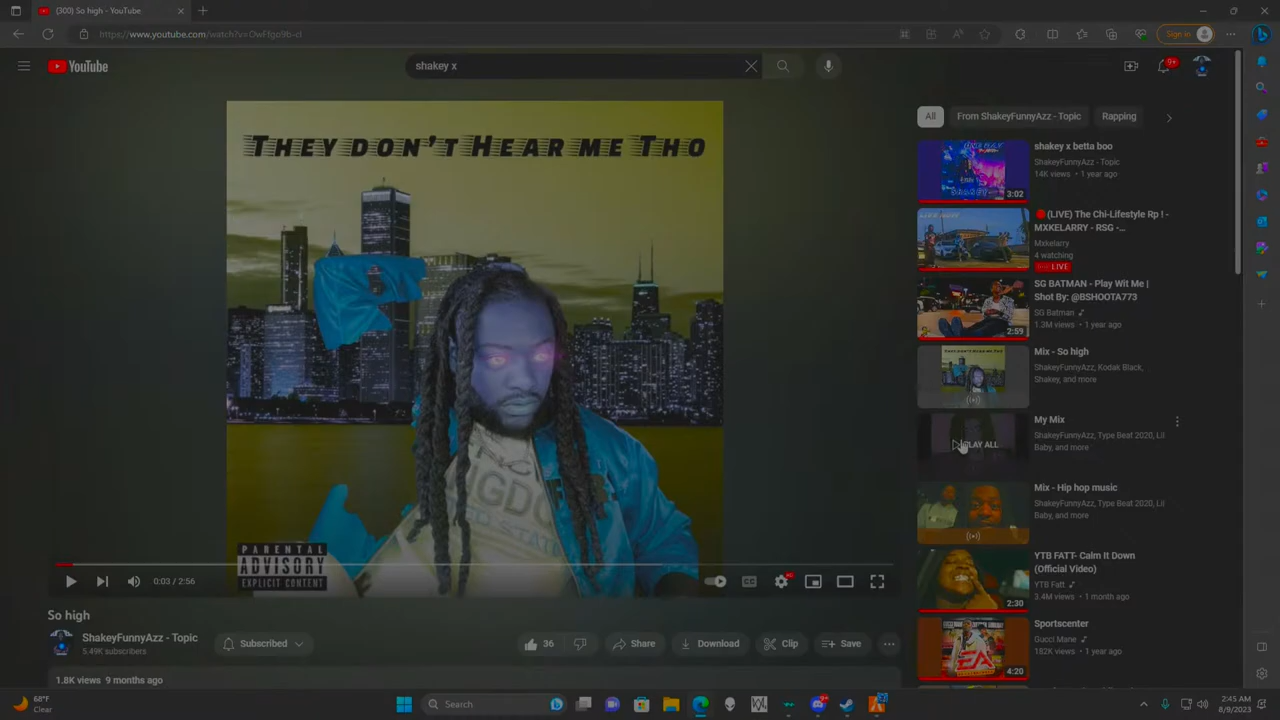 (300) So high - YouTube
https://www.youtube.com/watch?v=OwFfgp9b-cI
Sign in
YouTube
shakey x
9+
THEY DON'T HEAR ME THO
PARENTAL
ADVISORY
EXPLICIT CONTENT
0:03 / 2:56
CC
HD
So high
ShakeyFunnyAzz - Topic
5.49K subscribers
Subscribed
36
Share
Download
Clip
Save
1.8K views 9 months ago
All
From ShakeyFunnyAzz - Topic
Rapping
3:02
shakey x betta boo
ShakeyFunnyAzz - Topic
14K views • 1 year ago
🔴(LIVE) The Chi-Lifestyle Rp ! -
MXKELARRY - RSG -...
Mxkelarry
4 watching
LIVE
2:59
SG BATMAN - Play Wit Me |
Shot By: @BSHOOTA773
SG Batman
1.3M views • 1 year ago
Mix - So high
ShakeyFunnyAzz, Kodak Black,
Shakey, and more
PLAY ALL
My Mix
ShakeyFunnyAzz, Type Beat 2020, Lil
Baby, and more
Mix - Hip hop music
ShakeyFunnyAzz, Type Beat 2020, Lil
Baby, and more
2:30
YTB FATT- Calm It Down
(Official Video)
YTB Fatt
3.4M views • 1 month ago
EA
4:20
Sportscenter
Gucci Mane
182K views • 1 year ago
68°F
Clear
Search
2:45 AM
8/9/2023